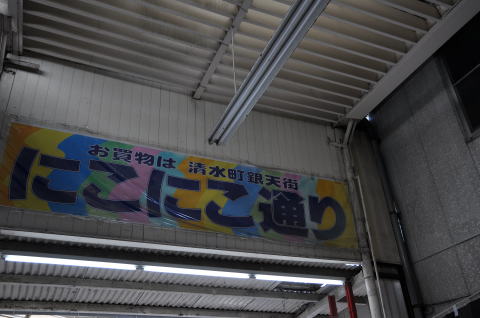 お買物は 清水町銀天街
にこにこ通り